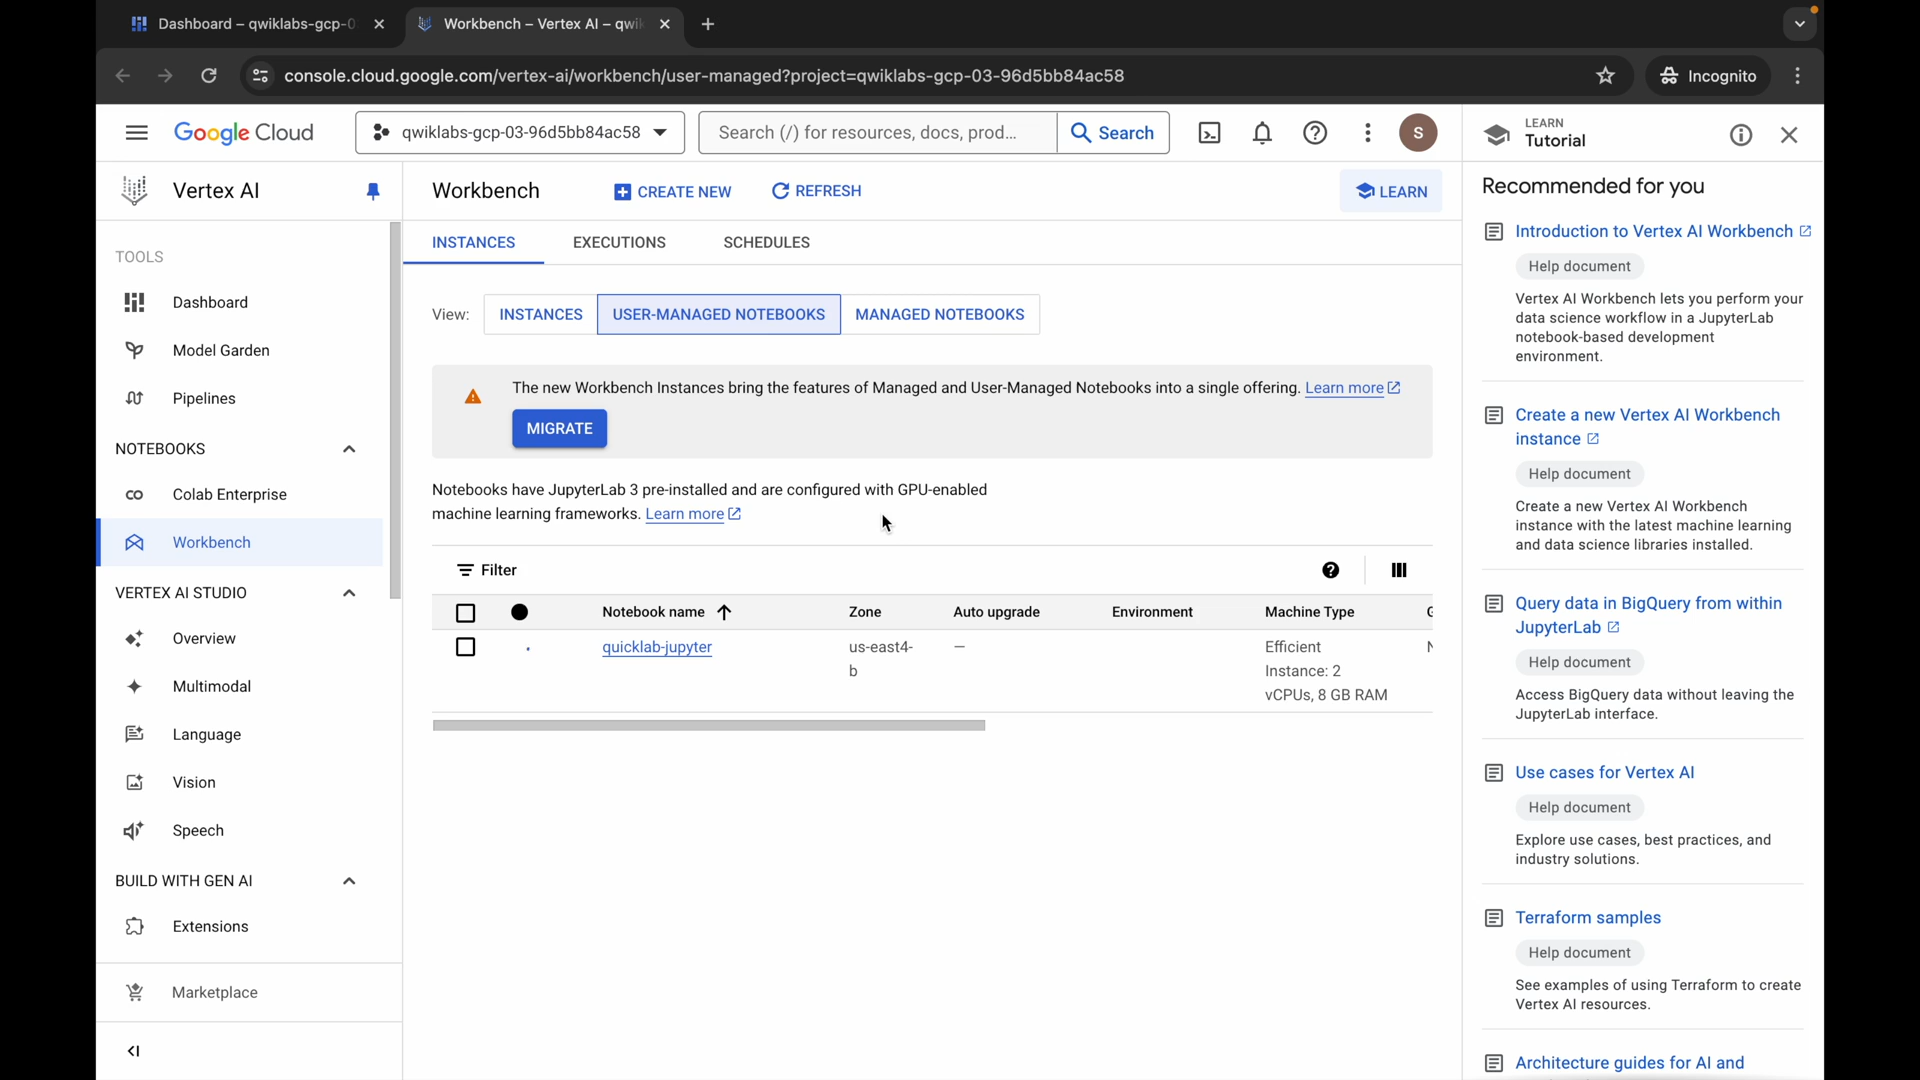 Dashboard – qwiklabs-gcp-0
Workbench – Vertex AI – qwi
console.cloud.google.com/vertex-ai/workbench/user-managed?project=qwiklabs-gcp-03-96d5bb84ac58
Incognito
Google Cloud
qwiklabs-gcp-03-96d5bb84ac58
Search (/) for resources, docs, prod...
Search
S
LEARN
Tutorial
Vertex AI
Workbench
CREATE NEW
REFRESH
LEARN
TOOLS
Dashboard
Model Garden
Pipelines
NOTEBOOKS
Colab Enterprise
Workbench
VERTEX AI STUDIO
Overview
Multimodal
Language
Vision
Speech
BUILD WITH GEN AI
Extensions
Marketplace
INSTANCES
EXECUTIONS
SCHEDULES
View:
INSTANCES
USER-MANAGED NOTEBOOKS
MANAGED NOTEBOOKS
The new Workbench Instances bring the features of Managed and User-Managed Notebooks into a single offering. Learn more
MIGRATE
Notebooks have JupyterLab 3 pre-installed and are configured with GPU-enabled
machine learning frameworks. Learn more
Filter
Notebook name
Zone
Auto upgrade
Environment
Machine Type
quicklab-jupyter
us-east4-
b
–
Efficient
Instance: 2
vCPUs, 8 GB RAM
Recommended for you
Introduction to Vertex AI Workbench
Help document
Vertex AI Workbench lets you perform your
data science workflow in a JupyterLab
notebook-based development
environment.
Create a new Vertex AI Workbench
instance
Help document
Create a new Vertex AI Workbench
instance with the latest machine learning
and data science libraries installed.
Query data in BigQuery from within
JupyterLab
Help document
Access BigQuery data without leaving the
JupyterLab interface.
Use cases for Vertex AI
Help document
Explore use cases, best practices, and
industry solutions.
Terraform samples
Help document
See examples of using Terraform to create
Vertex AI resources.
Architecture guides for AI and